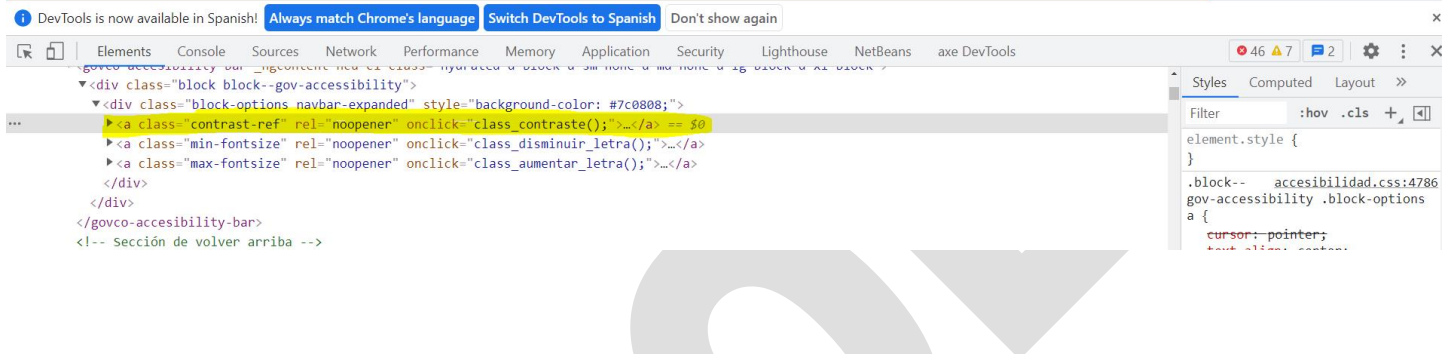 DevTools is now available in Spanish! Always match Chrome's language Switch DevTools to Spanish Don't show again ×
Elements Console Sources Network Performance Memory Application Security Lighthouse NetBeans axe DevTools 46 7 2
<div class="block block--gov-accessibility">
<div class="block-options navbar-expanded" style="background-color: #7c0808;">
<a class="contrast-ref" rel="noopener" onclick="class_contraste();">…</a> == $0
<a class="min-fontsize" rel="noopener" onclick="class_disminuir_letra();">…</a>
<a class="max-fontsize" rel="noopener" onclick="class_aumentar_letra();">…</a>
</div>
</div>
</govco-accesibility-bar>
<!-- Sección de volver arriba -->
Styles Computed Layout »
Filter :hov .cls +
element.style {
}
.block-- accesibilidad.css:4786
gov-accessibility .block-options
a {
cursor: pointer;